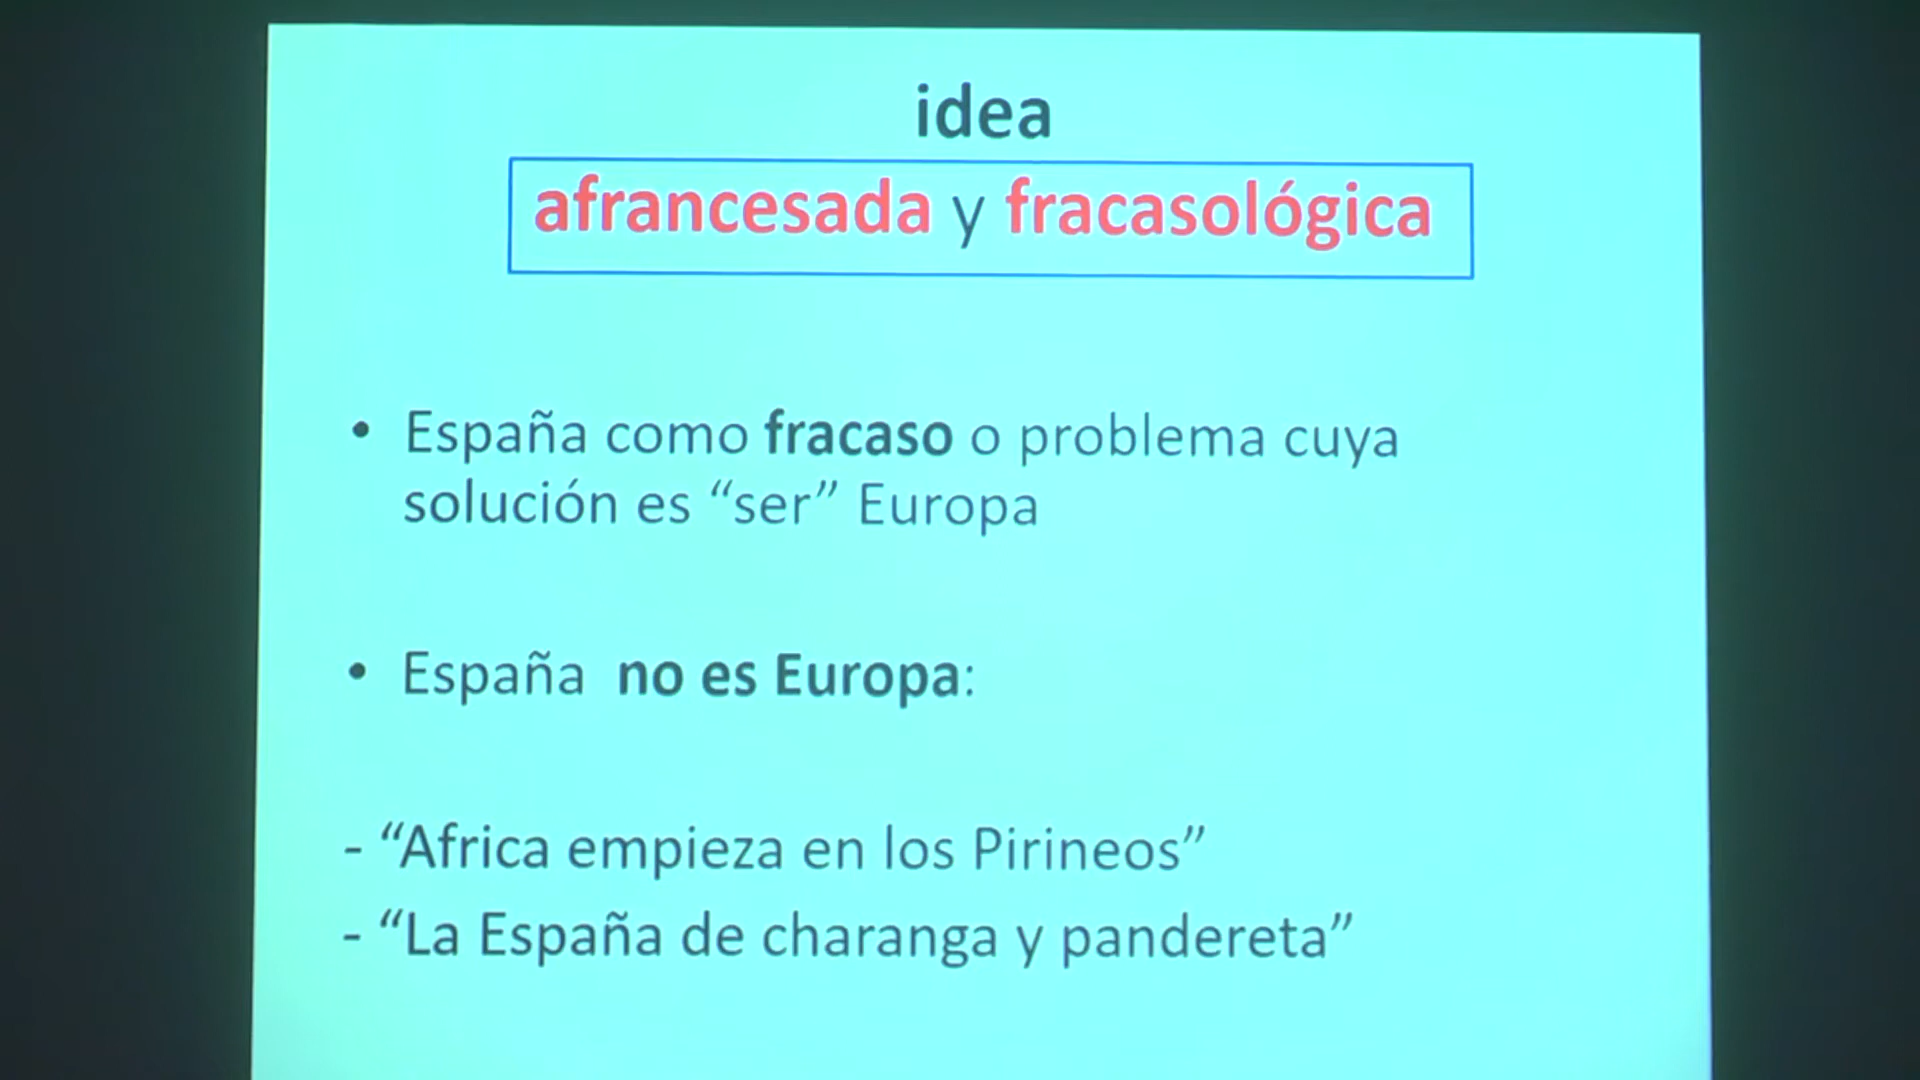 idea
afrancesada y fracasológica
• España como fracaso o problema cuya
solución es “ser” Europa
• España no es Europa:
- “Africa empieza en los Pirineos”
- “La España de charanga y pandereta”